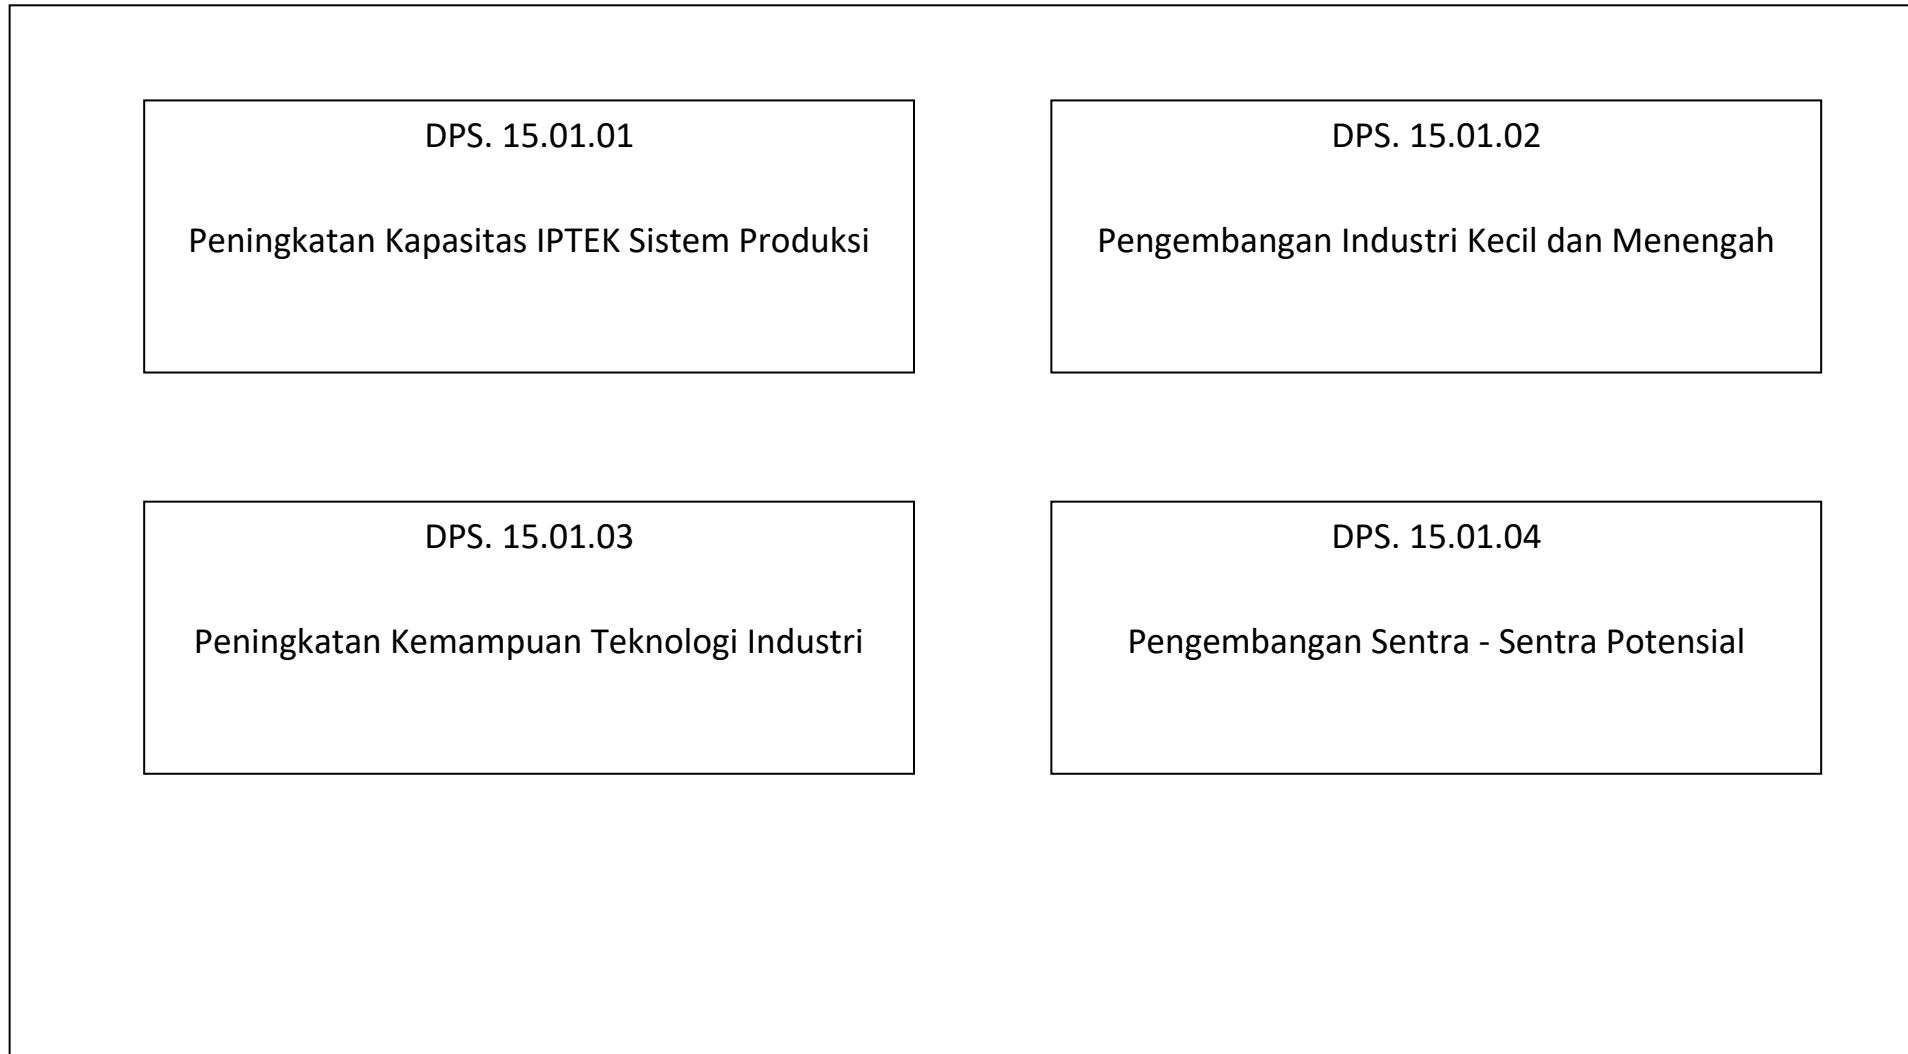 DPS. 15.01.01
Peningkatan Kapasitas IPTEK Sistem Produksi
DPS. 15.01.02
Pengembangan Industri Kecil dan Menengah
DPS. 15.01.03
Peningkatan Kemampuan Teknologi Industri
DPS. 15.01.04
Pengembangan Sentra - Sentra Potensial